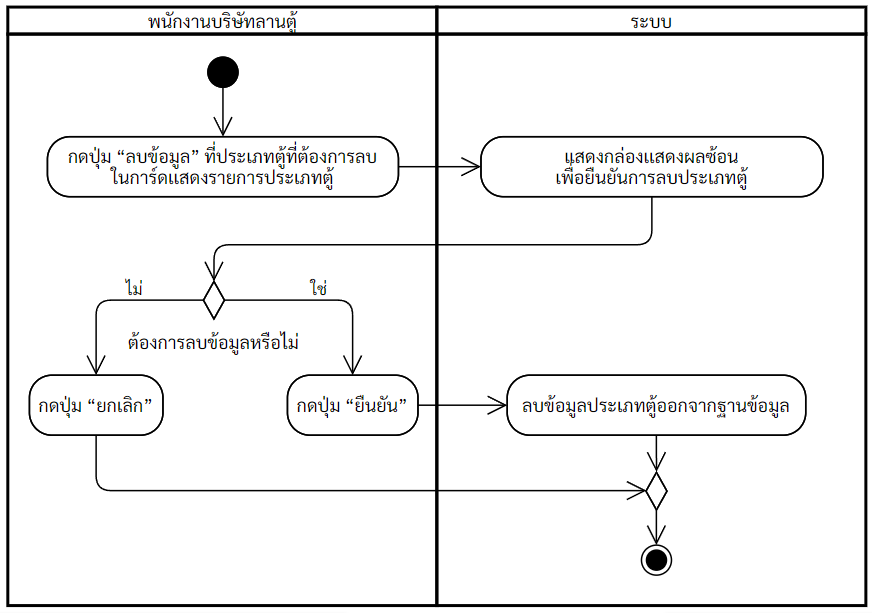 พนักงานบริษัทลานตู้
ระบบ
กดปุ่ม “ลบข้อมูล” ที่ประเภทตู้ที่ต้องการลบ
ในการ์ดแสดงรายการประเภทตู้
แสดงกล่องแสดงผลซ้อน
เพื่อยืนยันการลบประเภทตู้
ไม่
ใช่
ต้องการลบข้อมูลหรือไม่
กดปุ่ม “ยกเลิก”
กดปุ่ม “ยืนยัน”
ลบข้อมูลประเภทตู้ออกจากฐานข้อมูล